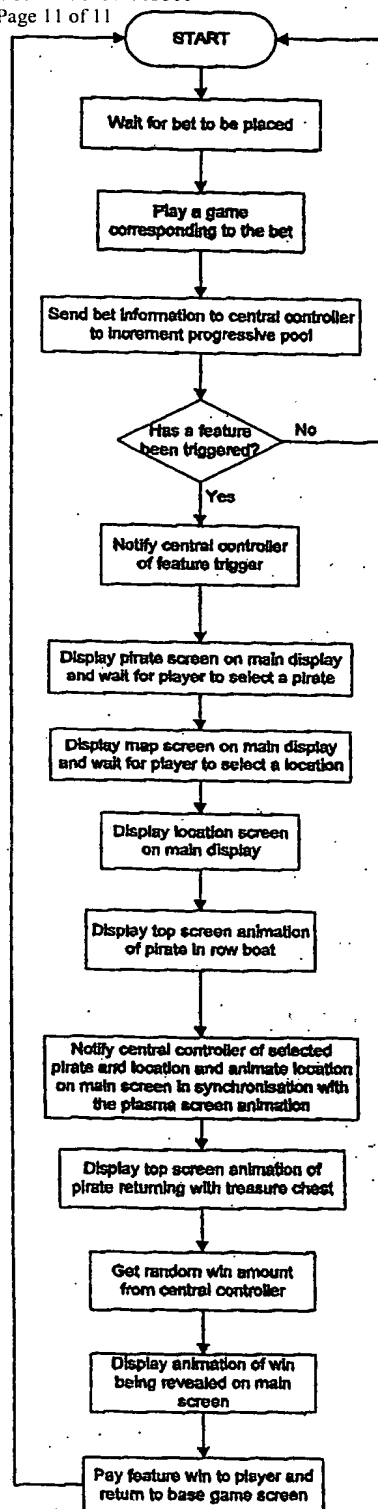 Page 11 of 11
START
Wait for bet to be placed
Play a game
corresponding to the bet
Send bet information to central controller
to increment progressive pool
Has a feature
been triggered?
No
Yes
Notify central controller
of feature trigger
Display pirate screen on main display
and wait for player to select a pirate
Display map screen on main display
and wait for player to select a location
Display location screen
on main display
Display top screen animation
of pirate in row boat
Notify central controller of selected
pirate and location and animate location
on main screen in synchronisation with
the plasma screen animation
Display top screen animation of
pirate returning with treasure chest
Get random win amount
from central controller
Display animation of win
being revealed on main
screen
Pay feature win to player and
return to base game screen